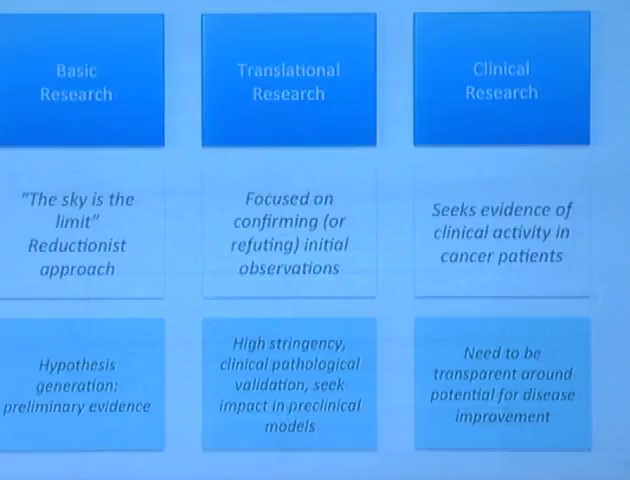 Basic
Research
Translational
Research
Clinical
Research
"The sky is the
limit"
Reductionist
approach
Focused on
confirming (or
refuting) initial
observations
Seeks evidence of
clinical activity in
cancer patients
Hypothesis
generation:
preliminary evidence
High stringency,
clinical pathological
validation, seek
impact in preclinical
models
Need to be
transparent around
potential for disease
improvement